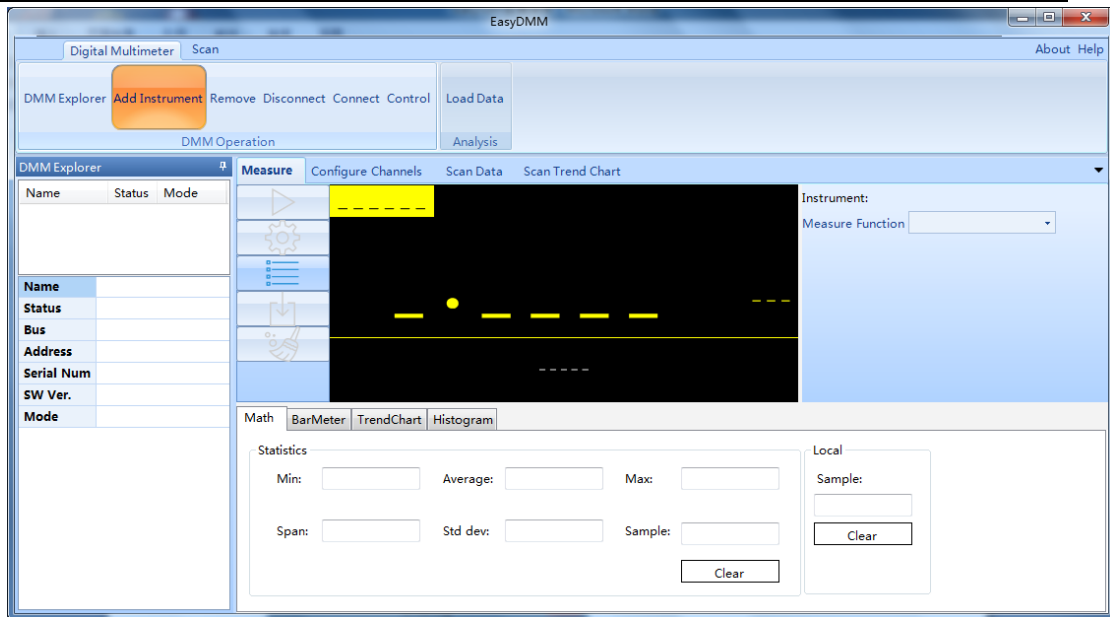 EasyDMM
Digital Multimeter Scan About Help
DMM Explorer Add Instrument Remove Disconnect Connect Control Load Data
DMM Operation Analysis
DMM Explorer
Name Status Mode
Name
Status
Bus
Address
Serial Num
SW Ver.
Mode
Measure Configure Channels Scan Data Scan Trend Chart
Instrument:
Measure Function
Math BarMeter TrendChart Histogram
Statistics
Min: Average: Max:
Span: Std dev: Sample:
Clear
Local
Sample:
Clear